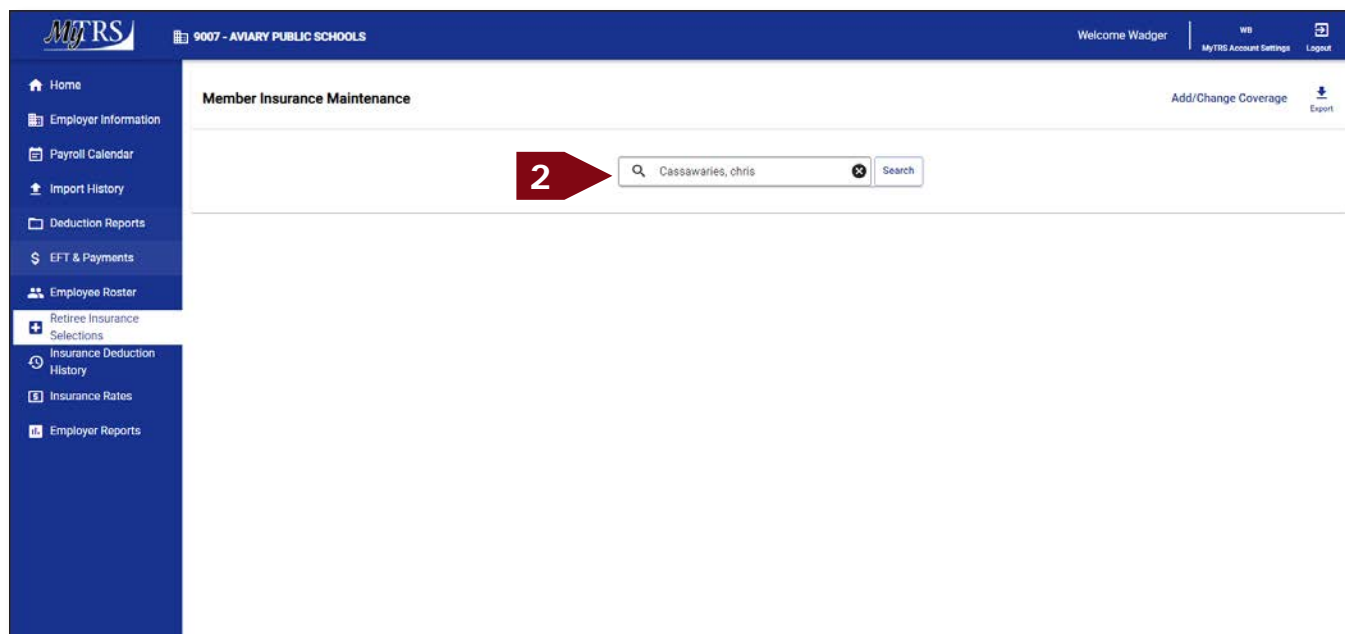 MyTRS
9007 - AVIARY PUBLIC SCHOOLS
Welcome Wadger
WB
MyTRS Account Settings
Logout
Home
Employer Information
Payroll Calendar
Import History
Deduction Reports
$ EFT & Payments
Employee Roster
Retiree Insurance
Selections
Insurance Deduction
History
Insurance Rates
Employer Reports
Member Insurance Maintenance
Add/Change Coverage
Export
2
Cassawaries, chris
Search